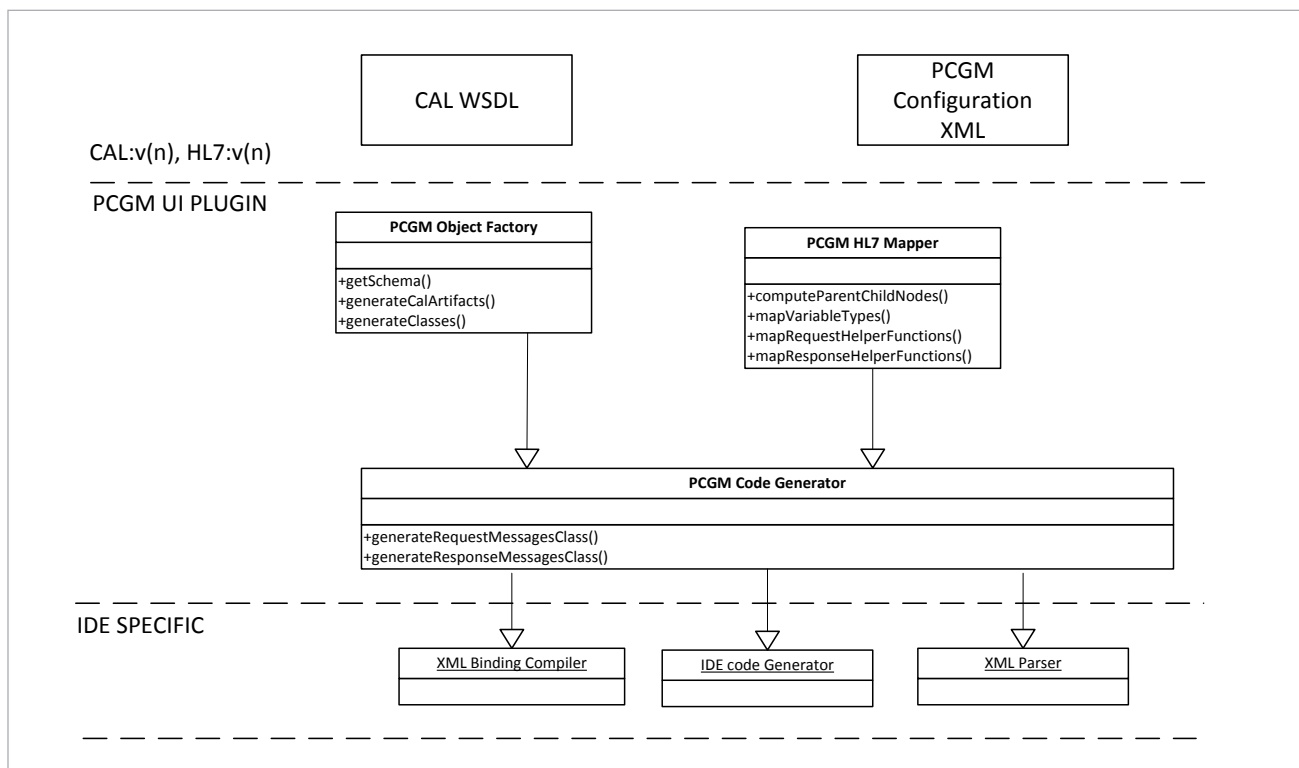 CAL WSDL
PCGM
Configuration
XML
CAL:v(n), HL7:v(n)
PCGM UI PLUGIN
PCGM Object Factory
+getSchema()
+generateCalArtifacts()
+generateClasses()
PCGM HL7 Mapper
+computeParentChildNodes()
+mapVariableTypes()
+mapRequestHelperFunctions()
+mapResponseHelperFunctions()
PCGM Code Generator
+generateRequestMessagesClass()
+generateResponseMessagesClass()
IDE SPECIFIC
XML Binding Compiler
IDE code Generator
XML Parser